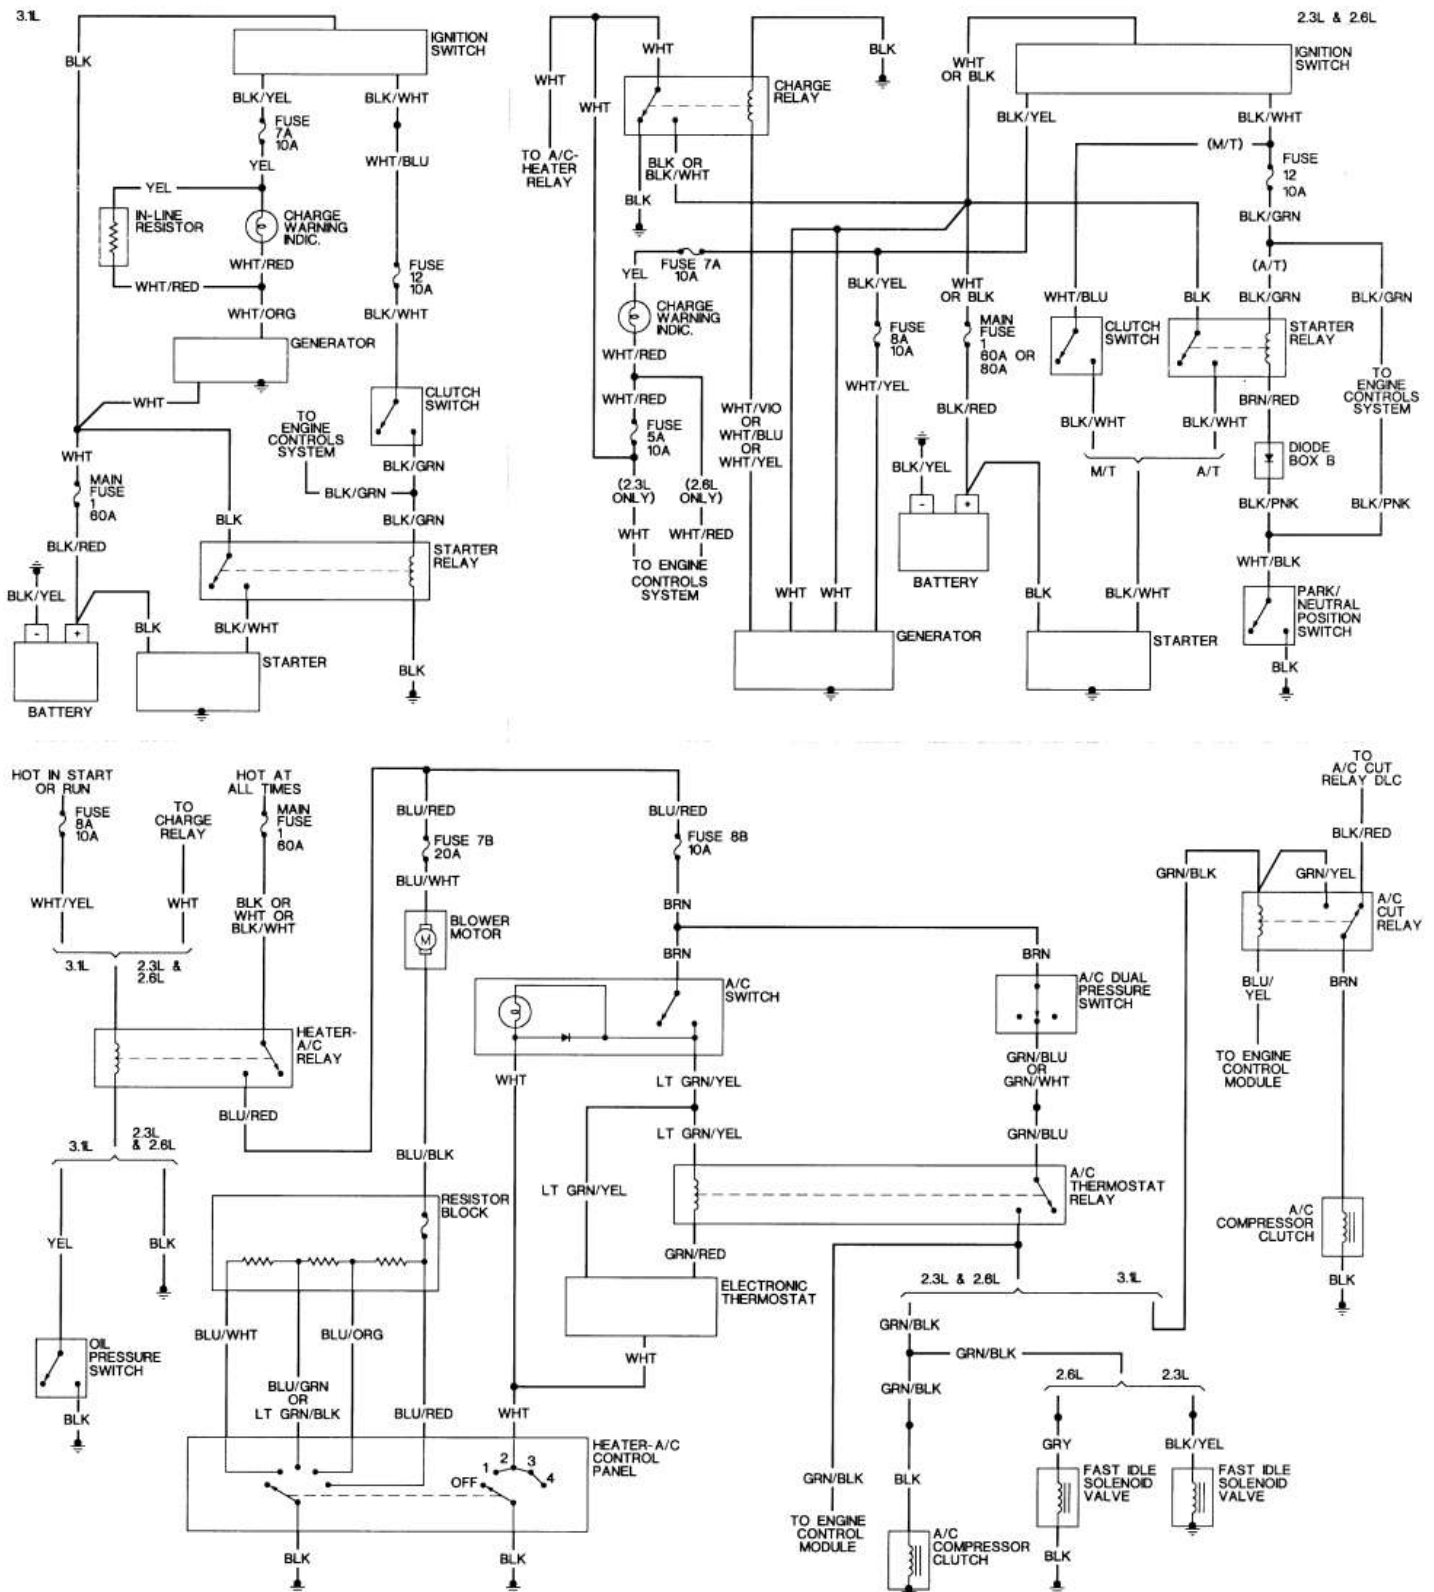 3.1L
IGNITION
SWITCH
BLK
BLK/YEL
BLK/WHT
FUSE
7A
10A
YEL
WHT/BLU
YEL
IN-LINE
RESISTOR
CHARGE
WARNING
INDIC.
WHT/RED
WHT/RED
FUSE
12
10A
WHT/ORG
BLK/WHT
GENERATOR
WHT
CLUTCH
SWITCH
TO
ENGINE
CONTROLS
SYSTEM
WHT
BLK/GRN
MAIN
FUSE
1
60A
BLK/GRN
BLK
BLK/GRN
BLK/RED
STARTER
RELAY
BLK/YEL
- +
BLK
BLK/WHT
STARTER
BLK
BATTERY
2.3L & 2.6L
WHT
WHT
WHT
BLK
CHARGE
RELAY
WHT
OR BLK
IGNITION
SWITCH
BLK/YEL
BLK/WHT
TO A/C-
HEATER
RELAY
BLK OR
BLK/WHT
BLK
(M/T)
FUSE
12
10A
BLK/GRN
FUSE 7A
10A
YEL
BLK/YEL
WHT
OR BLK
(A/T)
WHT/BLU
BLK
BLK/GRN
BLK/GRN
CHARGE
WARNING
INDIC.
FUSE
8A
10A
MAIN
FUSE
1
60A OR
80A
CLUTCH
SWITCH
STARTER
RELAY
WHT/RED
WHT/YEL
TO
ENGINE
CONTROLS
SYSTEM
WHT/RED
WHT/VIO
OR
WHT/BLU
OR
WHT/YEL
BLK/RED
BRN/RED
FUSE
5A
10A
BLK/WHT
BLK/WHT
DIODE
BOX B
BLK/YEL
M/T
A/T
(2.3L
ONLY)
(2.6L
ONLY)
- +
BLK/PNK
BLK/PNK
WHT
WHT/RED
TO ENGINE
CONTROLS
SYSTEM
BATTERY
WHT/BLK
WHT
WHT
BLK
BLK/WHT
PARK/
NEUTRAL
POSITION
SWITCH
GENERATOR
STARTER
BLK
HOT IN START
OR RUN
HOT AT
ALL TIMES
FUSE
8A
10A
TO
CHARGE
RELAY
MAIN
FUSE
1
60A
BLU/RED
BLU/RED
FUSE 7B
20A
FUSE 8B
10A
TO
A/C CUT
RELAY DLC
BLK/RED
BLU/WHT
GRN/BLK
GRN/YEL
WHT/YEL
WHT
BLK OR
WHT OR
BLK/WHT
BRN
BLOWER
MOTOR
M
A/C
CUT
RELAY
3.1L
2.3L &
2.6L
BRN
BRN
A/C
SWITCH
A/C DUAL
PRESSURE
SWITCH
BLU/
YEL
BRN
HEATER-
A/C
RELAY
WHT
LT GRN/YEL
GRN/BLU
OR
GRN/WHT
TO ENGINE
CONTROL
MODULE
BLU/RED
3.1L
2.3L
& 2.6L
LT GRN/YEL
GRN/BLU
BLU/BLK
A/C
THERMOSTAT
RELAY
LT GRN/YEL
RESISTOR
BLOCK
A/C
COMPRESSOR
CLUTCH
YEL
BLK
GRN/RED
ELECTRONIC
THERMOSTAT
2.3L & 2.6L
3.1L
BLK
GRN/BLK
BLU/WHT
BLU/ORG
OIL
PRESSURE
SWITCH
WHT
GRN/BLK
2.6L
2.3L
BLU/GRN
OR
LT GRN/BLK
GRN/BLK
BLK
BLU/RED
WHT
HEATER-A/C
CONTROL
PANEL
GRY
BLK/YEL
OFF
1
2
3
4
GRN/BLK
BLK
FAST IDLE
SOLENOID
VALVE
FAST IDLE
SOLENOID
VALVE
TO ENGINE
CONTROL
MODULE
A/C
COMPRESSOR
CLUTCH
BLK
BLK
BLK